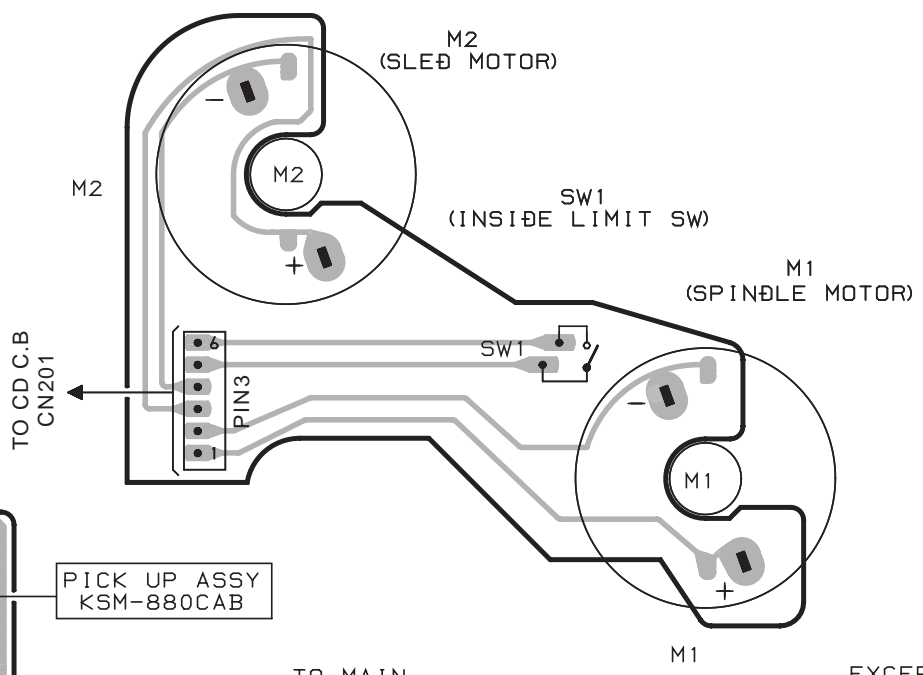 M2
(SLED MOTOR)
−
M2
M2
SW1
(INSIDE LIMIT SW)
+
M1
(SPINDLE MOTOR)
6
SW1
TO CD C.B
CN201
PIN3
−
1
M1
PICK UP ASSY
KSM-880CAB
+
M1
TO MAIN